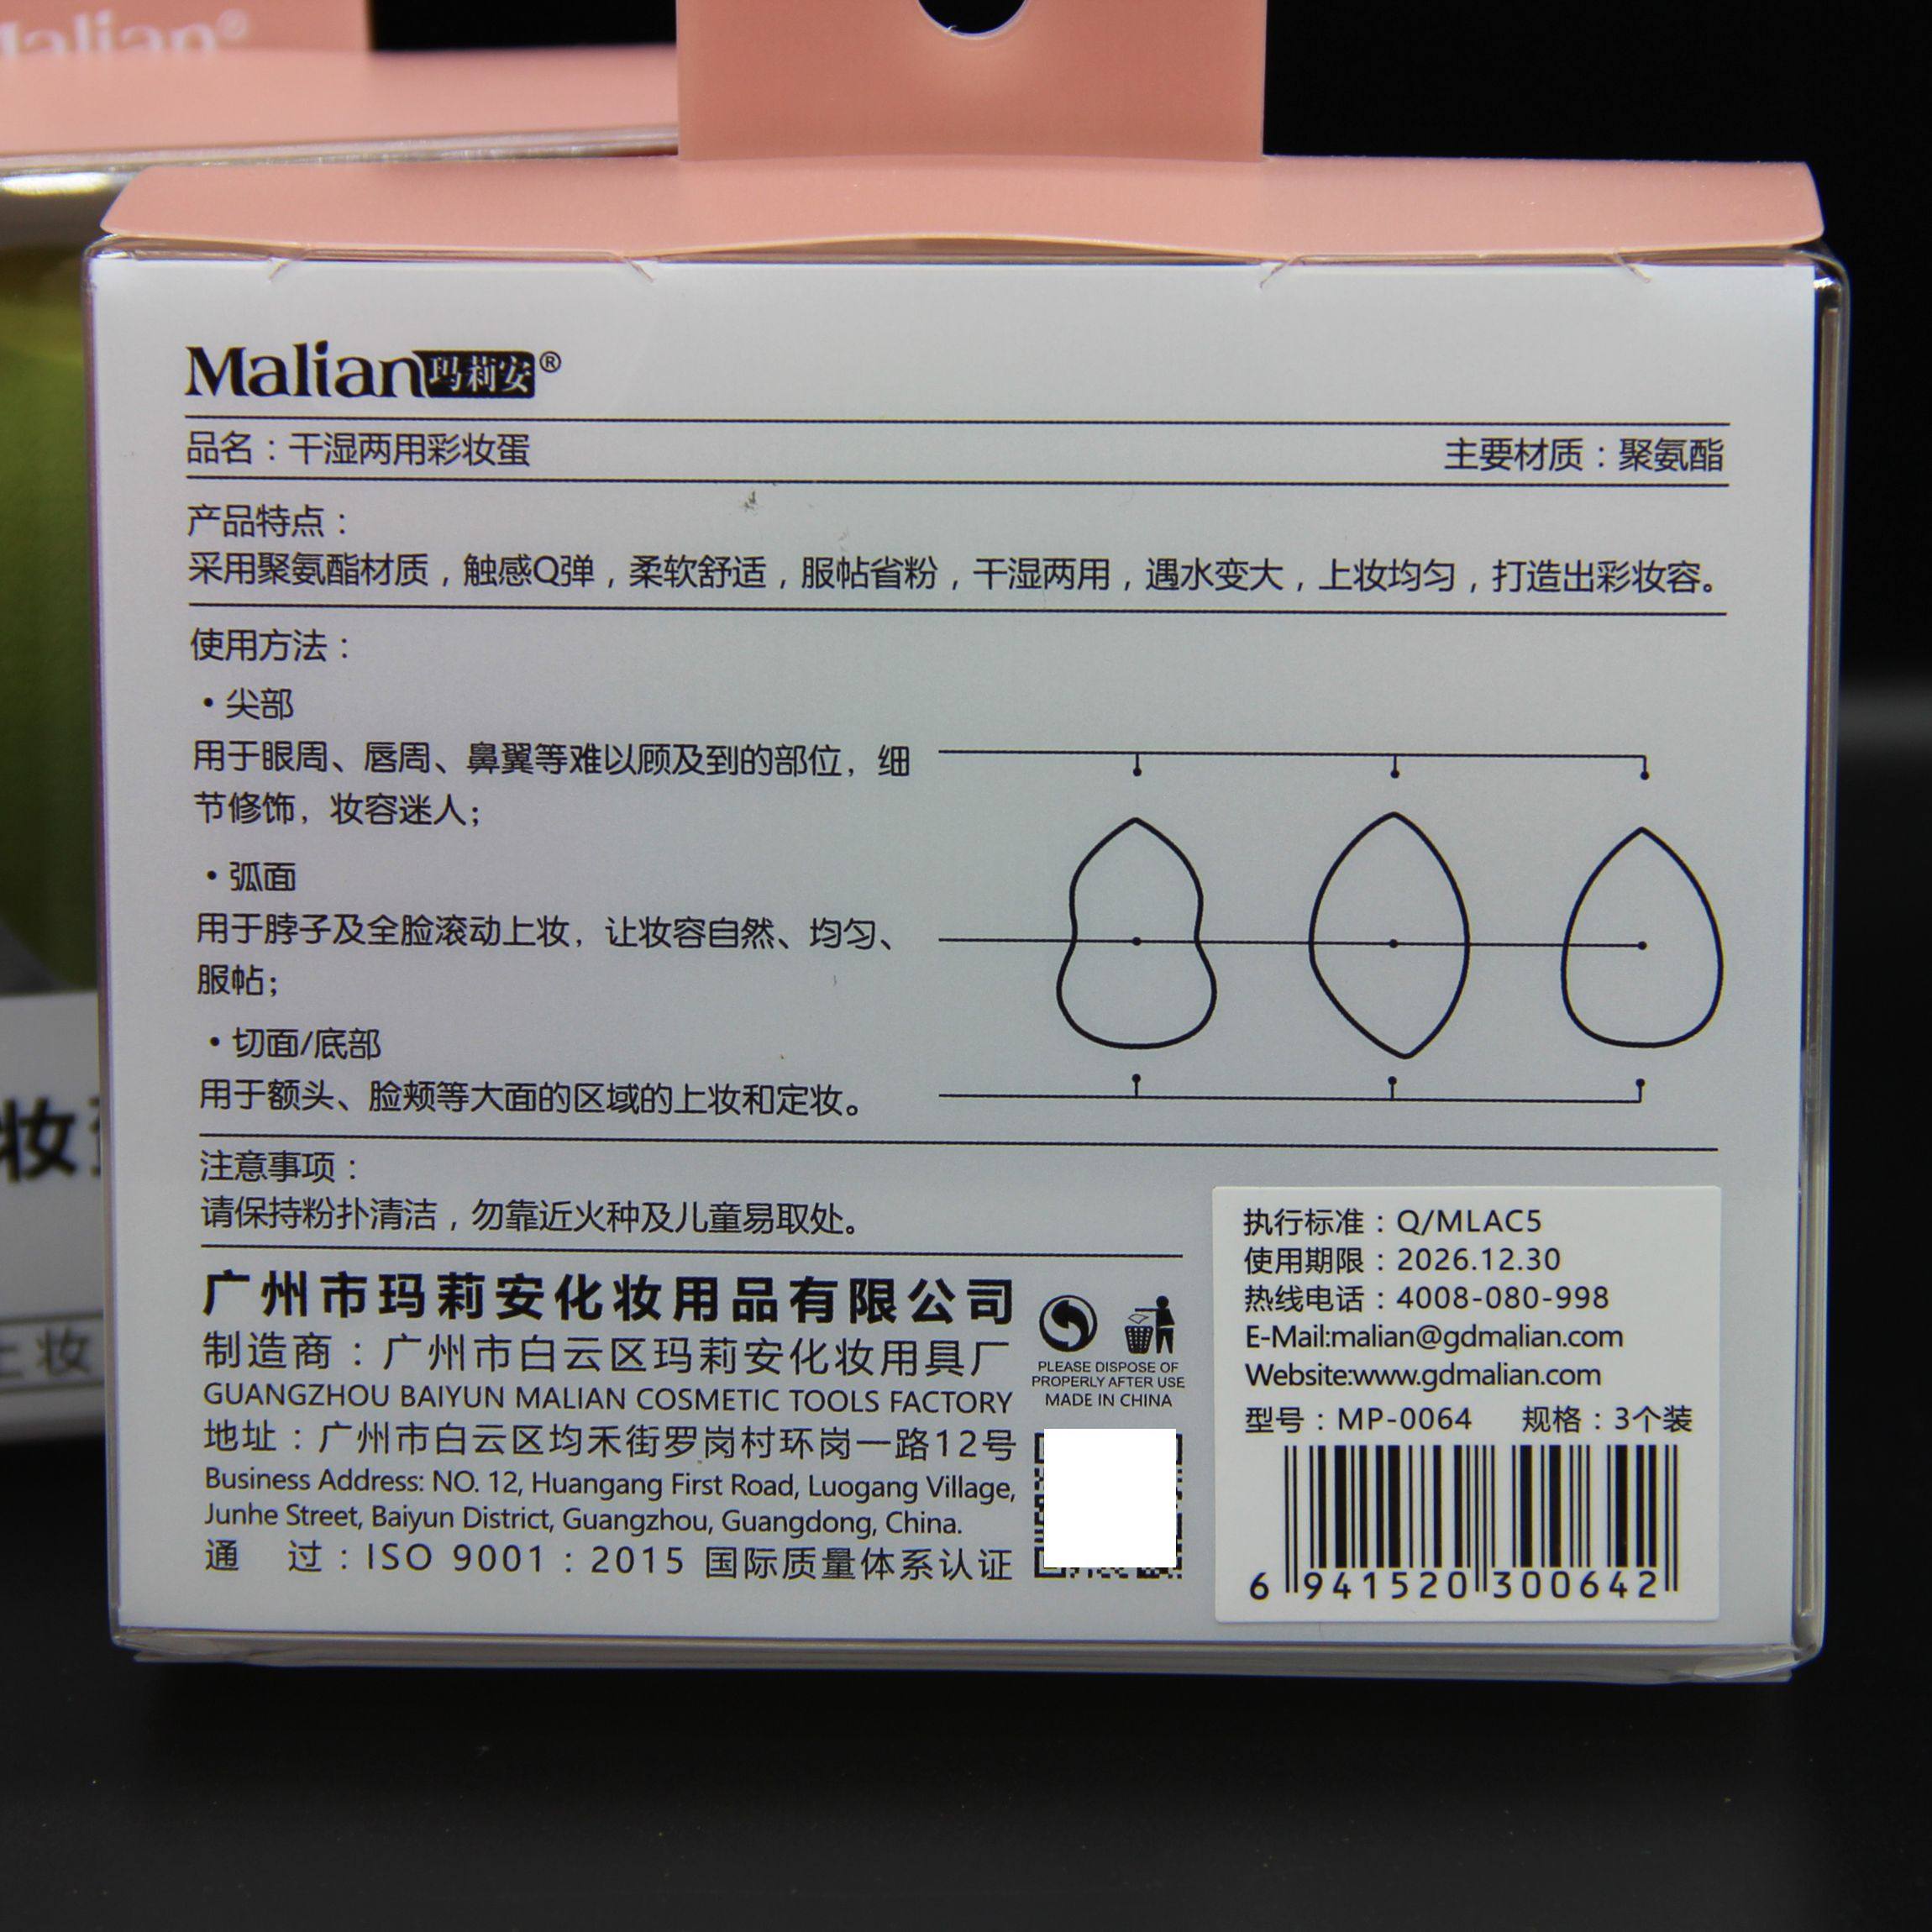 Malian®
Malian玛莉安®
品名：干湿两用彩妆蛋
主要材质：聚氨酯
产品特点：
采用聚氨酯材质，触感Q弹，柔软舒适，服帖省粉，干湿两用，遇水变大，上妆均匀，打造出彩妆容。
使用方法：
・尖部
用于眼周、唇周、鼻翼等难以顾及到的部位，细
节修饰，妆容迷人；
・弧面
用于脖子及全脸滚动上妆，让妆容自然、均匀、
服帖；
・切面/底部
用于额头、脸颊等大面的区域的上妆和定妆。
注意事项：
请保持粉扑清洁，勿靠近火种及儿童易取处。
广州市玛莉安化妆用品有限公司
制造商：广州市白云区玛莉安化妆用具厂
GUANGZHOU BAIYUN MALIAN COSMETIC TOOLS FACTORY
地址：广州市白云区均禾街罗岗村环岗一路12号
Business Address: NO. 12, Huangang First Road, Luogang Village,
Junhe Street, Baiyun District, Guangzhou, Guangdong, China.
通　过：ISO 9001：2015 国际质量体系认证
PLEASE DISPOSE OF
PROPERLY AFTER USE
MADE IN CHINA
执行标准：Q/MLAC5
使用期限：2026.12.30
热线电话：4008-080-998
E-Mail:malian@gdmalian.com
Website:www.gdmalian.com
型号：MP-0064 规格：3个装
6 941520 300642
妆
上妆